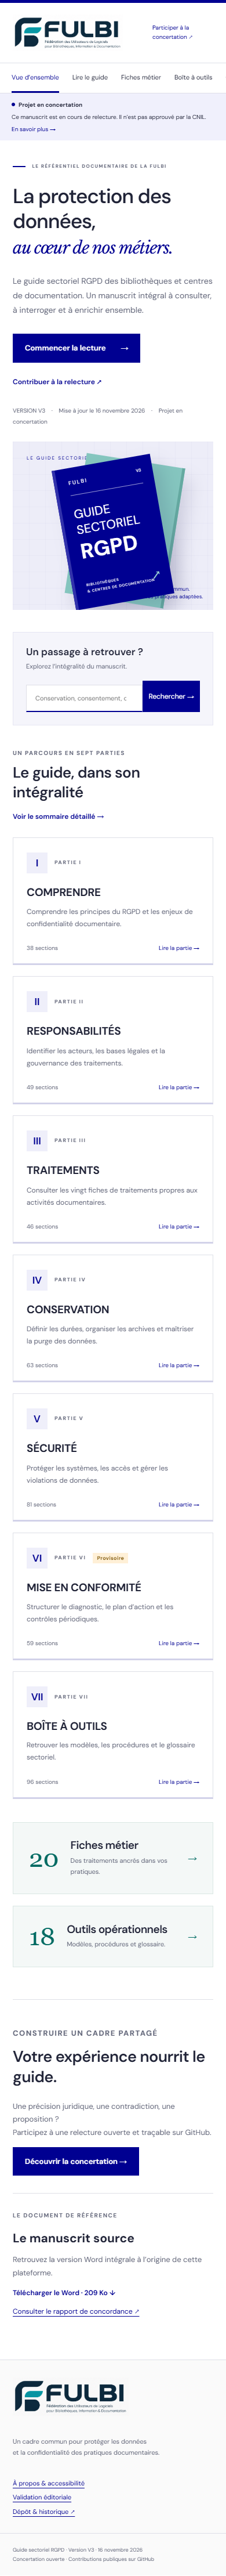 FULBI
Fédération des Utilisateurs de Logiciels
pour Bibliothèques, Information & Documentation
Participer à la
concertation ↗
Vue d'ensemble
Lire le guide
Fiches métier
Boîte à outils
Projet en concertation
Ce manuscrit est en cours de relecture. Il n'est pas approuvé par la CNIL.
En savoir plus →
LE RÉFÉRENTIEL DOCUMENTAIRE DE LA FULBI
La protection des
données,
au cœur de nos métiers.
Le guide sectoriel RGPD des bibliothèques et centres
de documentation. Un manuscrit intégral à consulter,
à interroger et à enrichir ensemble.
Commencer la lecture →
Contribuer à la relecture ↗
VERSION V3 · Mise à jour le 16 novembre 2026 · Projet en
concertation
LE GUIDE SECTORIE
FULBI
V3
GUIDE
SECTORIEL
RGPD
BIBLIOTHÈQUES
& CENTRES DE DOCUMENTATION
↗
mmun.
pratiques adaptées.
Un passage à retrouver ?
Explorez l'intégralité du manuscrit.
Conservation, consentement, c
Rechercher →
UN PARCOURS EN SEPT PARTIES
Le guide, dans son
intégralité
Voir le sommaire détaillé →
I
PARTIE I
COMPRENDRE
Comprendre les principes du RGPD et les enjeux de
confidentialité documentaire.
38 sections
Lire la partie →
II
PARTIE II
RESPONSABILITÉS
Identifier les acteurs, les bases légales et la
gouvernance des traitements.
49 sections
Lire la partie →
III
PARTIE III
TRAITEMENTS
Consulter les vingt fiches de traitements propres aux
activités documentaires.
46 sections
Lire la partie →
IV
PARTIE IV
CONSERVATION
Définir les durées, organiser les archives et maîtriser
la purge des données.
63 sections
Lire la partie →
V
PARTIE V
SÉCURITÉ
Protéger les systèmes, les accès et gérer les
violations de données.
81 sections
Lire la partie →
VI
PARTIE VI
Provisoire
MISE EN CONFORMITÉ
Structurer le diagnostic, le plan d'action et les
contrôles périodiques.
59 sections
Lire la partie →
VII
PARTIE VII
BOÎTE À OUTILS
Retrouver les modèles, les procédures et le glossaire
sectoriel.
96 sections
Lire la partie →
20
Fiches métier
Des traitements ancrés dans vos
pratiques.
→
18
Outils opérationnels
Modèles, procédures et glossaire.
→
CONSTRUIRE UN CADRE PARTAGÉ
Votre expérience nourrit le
guide.
Une précision juridique, une contradiction, une
proposition ?
Participez à une relecture ouverte et traçable sur GitHub.
Découvrir la concertation →
LE DOCUMENT DE RÉFÉRENCE
Le manuscrit source
Retrouvez la version Word intégrale à l'origine de cette
plateforme.
Télécharger le Word · 209 Ko ↓
Consulter le rapport de concordance ↗
FULBI
Fédération des Utilisateurs de Logiciels
pour Bibliothèques, Information & Documentation
Un cadre commun pour protéger les données
et la confidentialité des pratiques documentaires.
À propos & accessibilité
Validation éditoriale
Dépôt & historique ↗
Guide sectoriel RGPD · Version V3 · 16 novembre 2026
Concertation ouverte · Contributions publiques sur GitHub